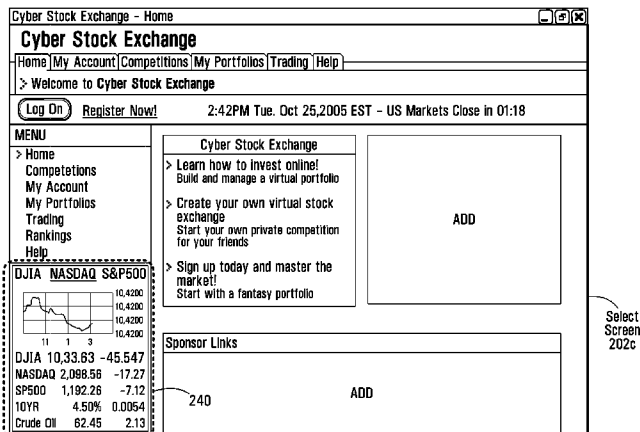 Cyber Stock Exchange - Home
Cyber Stock Exchange
Home My Account Competitions My Portfolios Trading Help
> Welcome to Cyber Stock Exchange
Log On Register Now! 2:42PM Tue. Oct 25,2005 EST - US Markets Close in 01:18
MENU
> Home
Competetions
My Account
My Portfolios
Trading
Rankings
Help
DJIA NASDAQ S&P500
10,4200
10,4200
10,4200
10,4200
11 1 3
DJIA 10,33.63 -45.547
NASDAQ 2,098.56 -17.27
SP500 1,192.26 -7.12
10YR 4.50% 0.0054
Crude Oil 62.45 2.13
Cyber Stock Exchange
> Learn how to invest online!
Build and manage a virtual portfolio
> Create your own virtual stock
exchange
Start your own private competition
for your friends
> Sign up today and master the
market!
Start with a fantasy portfolio
ADD
Sponsor Links
ADD
240
Select
Screen
202c